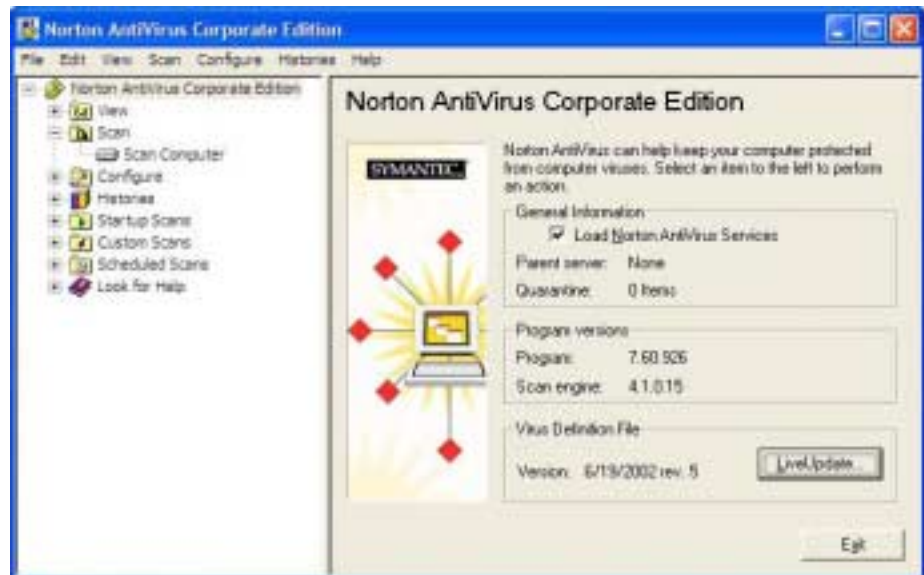 Norton AntiVirus Corporate Edition
File Edit View Scan Configure Histories Help
Norton AntiVirus Corporate Edition
View
Scan
Scan Computer
Configure
Histories
Startup Scans
Custom Scans
Scheduled Scans
Look for Help
Norton AntiVirus Corporate Edition
SYMANTEC.
Norton AntiVirus can help keep your computer protected
from computer viruses. Select an item to the left to perform
an action.
General Information
Load Norton AntiVirus Services
Parent server: None
Quarantine: 0 Items
Program versions
Program: 7.60.926
Scan engine: 4.1.0.15
Virus Definition File
Version: 6/19/2002 rev. 5
LiveUpdate...
Exit